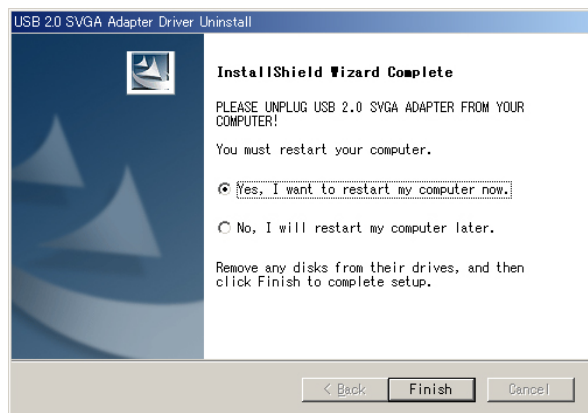 USB 2.0 SVGA Adapter Driver Uninstall
InstallShield Wizard Complete
PLEASE UNPLUG USB 2.0 SVGA ADAPTER FROM YOUR
COMPUTER!
You must restart your computer.
Yes, I want to restart my computer now.
No, I will restart my computer later.
Remove any disks from their drives, and then
click Finish to complete setup.
< Back
Finish
Cancel